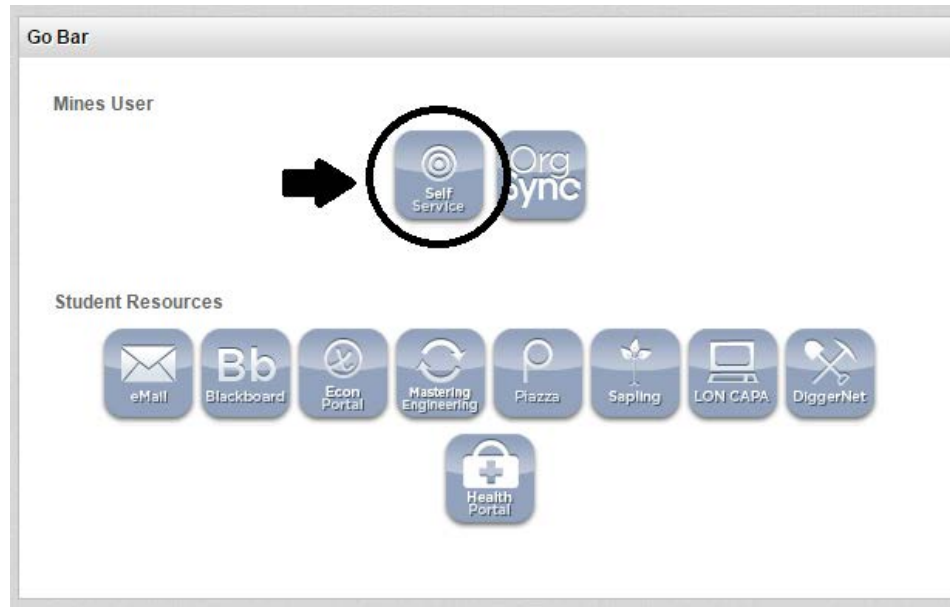 Go Bar
Mines User
Self
Service
Org
Sync
Student Resources
eMail
Bb
Blackboard
Econ
Portal
Mastering
Engineering
Piazza
Sapling
LON CAPA
DiggerNet
Health
Portal